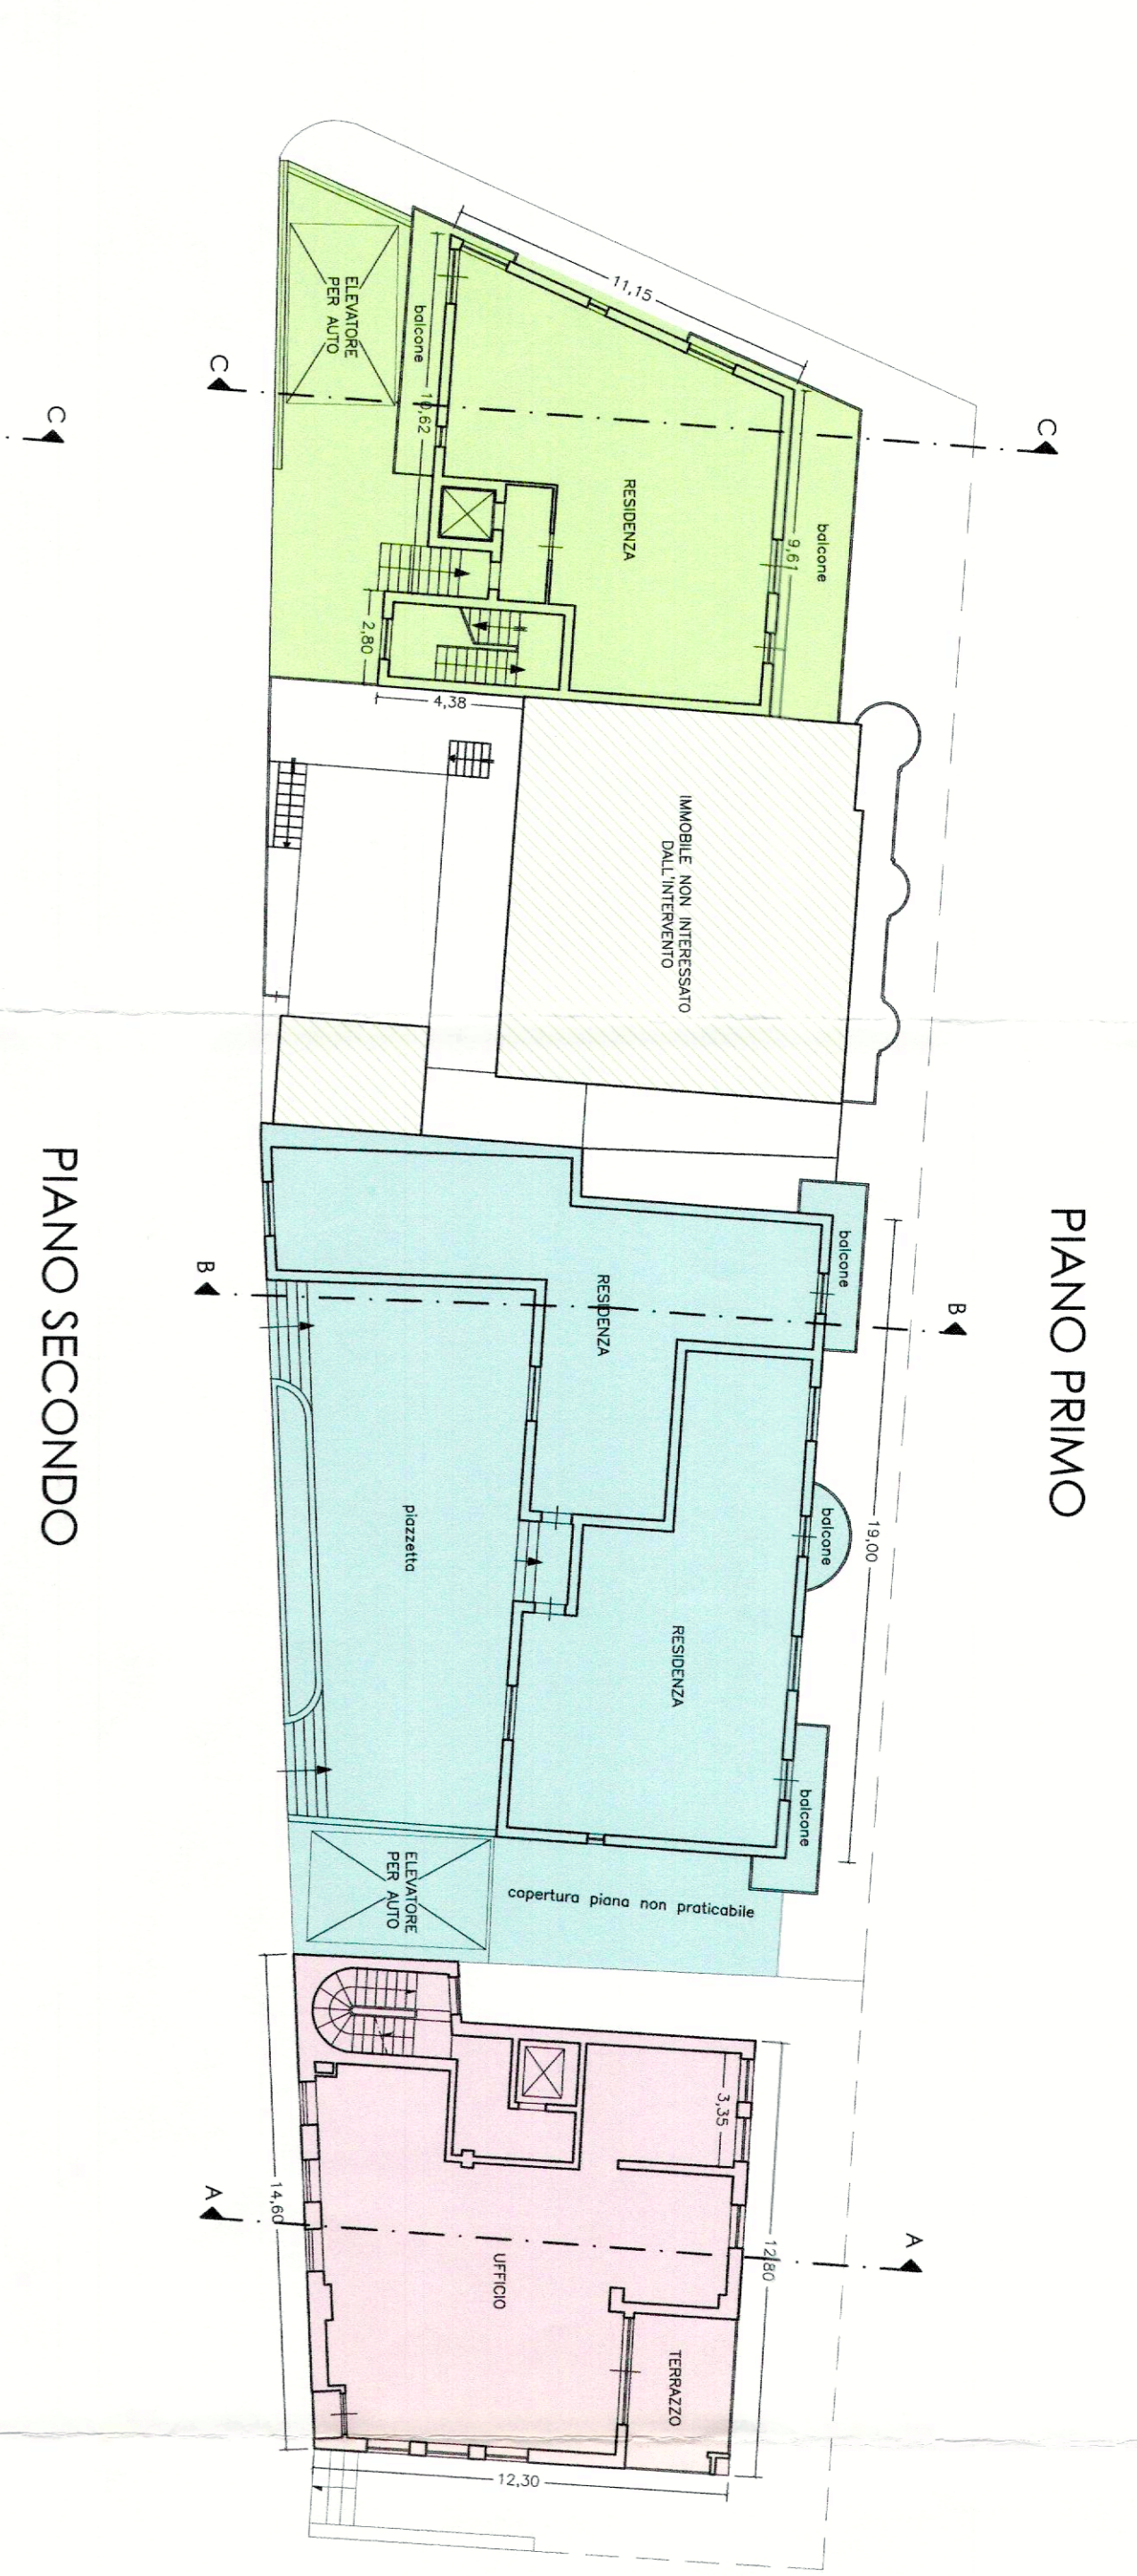 PIANO PRIMO
C
C
C
11,15
balcone
10,62
ELEVATORE
PER AUTO
balcone
9,61
RESIDENZA
2,80
4,38
IMMOBILE NON INTERESSATO
DALL'INTERVENTO
B
B
balcone
RESIDENZA
19,00
balcone
piazzetta
RESIDENZA
balcone
ELEVATORE
PER AUTO
copertura piana non praticabile
3,35
A
A
12,80
14,60
UFFICIO
TERRAZZO
12,30
PIANO SECONDO